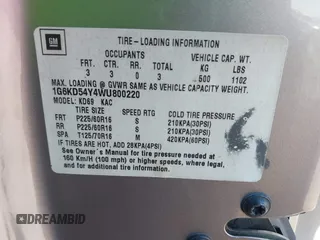 GM
TIRE-LOADING INFORMATION
OCCUPANTS VEHICLE CAP. WT.
FRT. CTR. RR. TOTAL KG LBS
3 3 0 3 500 1102
MAX. LOADING @ GVWR SAME AS VEHICLE CAPACITY WEIGHT.
1G6KD54Y4WU800220
MODEL: KD69 KAC
TIRE SIZE SPEED RTG COLD TIRE PRESSURE
FRT P225/60R16 S 210KPA(30PSI)
RR P225/60R16 S 210KPA(30PSI)
SPA T125/70R16 M 420KPA(60PSI)
IF TIRES ARE HOT, ADD 28KPA(4PSI)
See Owner's Manual for tire pressure at
160 Km/H (100 mph) or above, where legal,
and for additional tire information.
DREAMBID